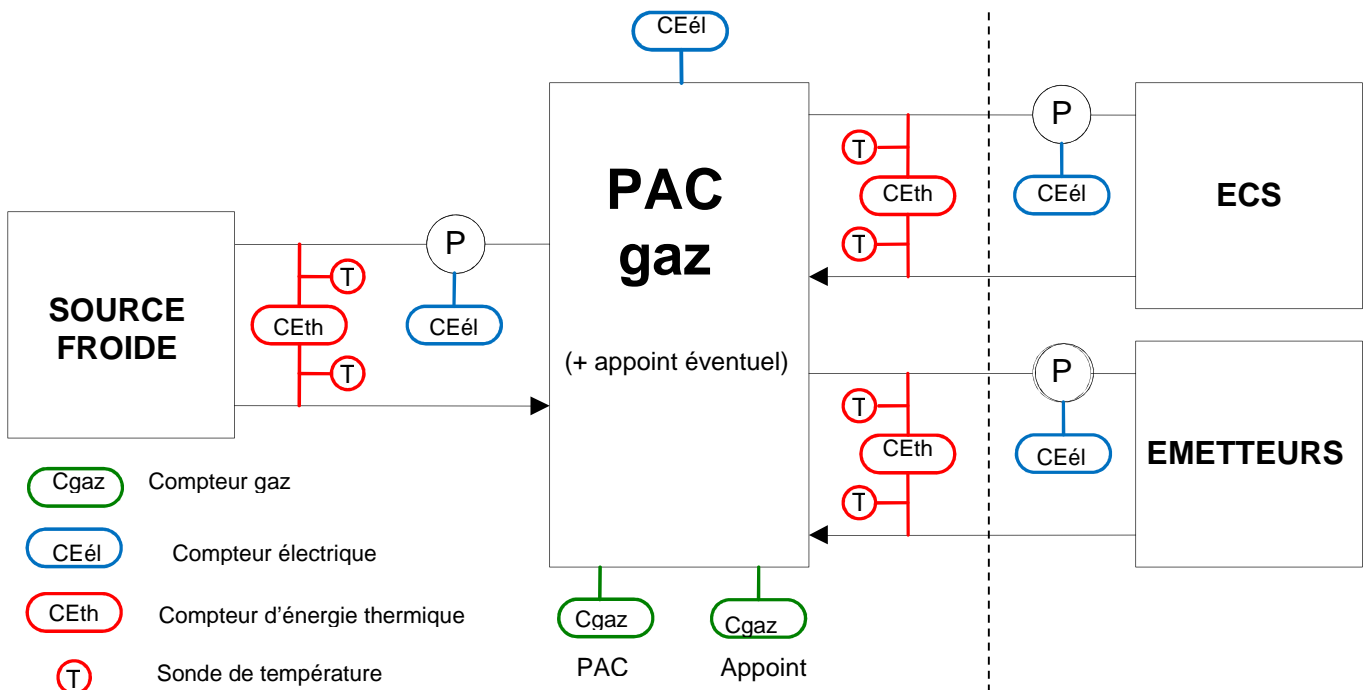 CEél
P
T
PAC
gaz
CEth
CEél
ECS
T
P
T
SOURCE
FROIDE
CEth
CEél
(+ appoint éventuel)
P
T
T
CEth
CEél
EMETTEURS
T
Cgaz Compteur gaz
CEél Compteur électrique
CEth Compteur d'énergie thermique
T Sonde de température
Cgaz Cgaz
PAC Appoint